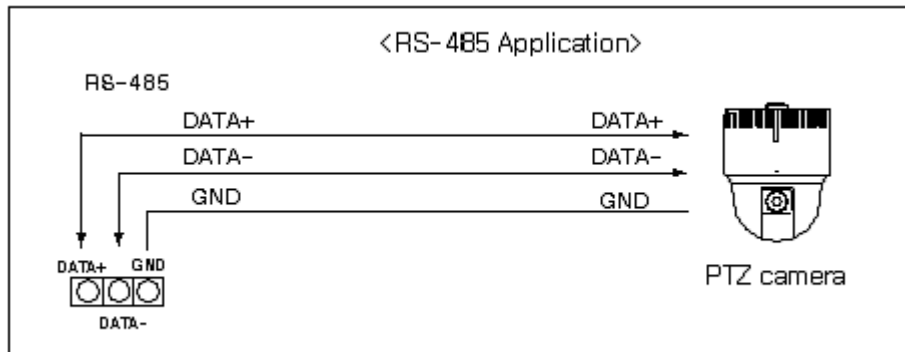 <RS-485 Application>
RS-485
DATA+ DATA+
DATA- DATA-
GND GND
DATA+ GND
DATA-
PTZ camera